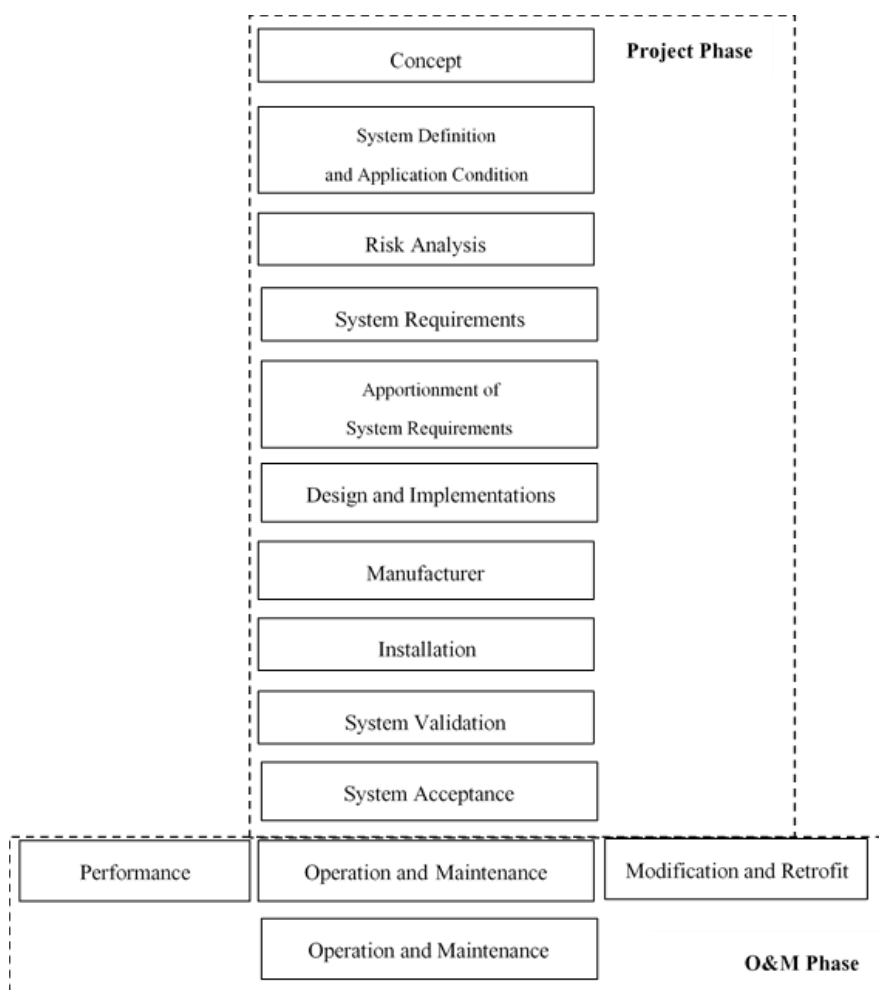 Concept
Project Phase
System Definition
and Application Condition
Risk Analysis
System Requirements
Apportionment of
System Requirements
Design and Implementations
Manufacturer
Installation
System Validation
System Acceptance
Performance
Operation and Maintenance
Modification and Retrofit
Operation and Maintenance
O&M Phase